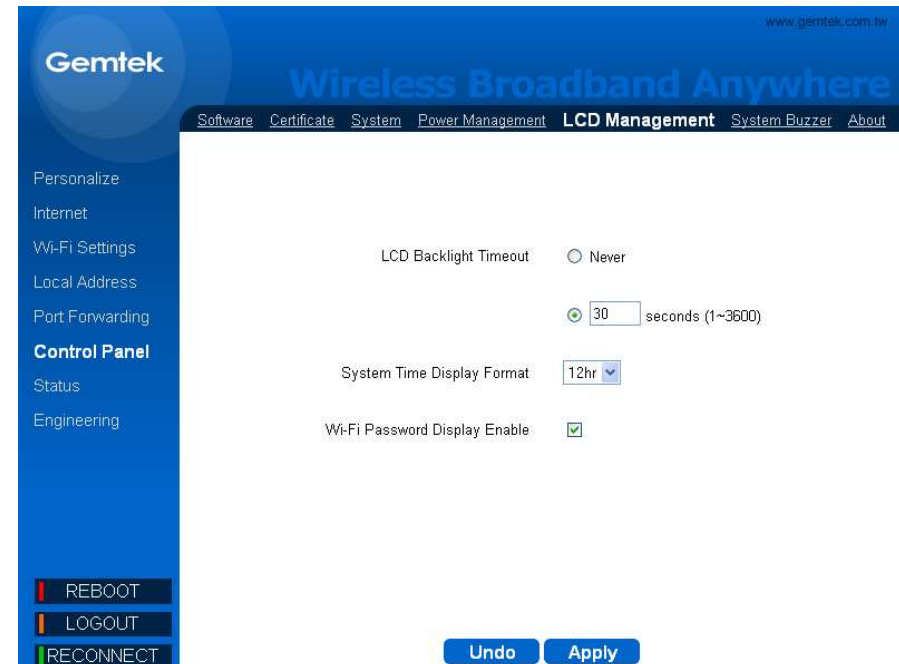 www.gemtek.com.tw
Gemtek
Wireless Broadband Anywhere
Software Certificate System Power Management LCD Management System Buzzer About
Personalize
Internet
Wi-Fi Settings
Local Address
Port Forwarding
Control Panel
Status
Engineering
LCD Backlight Timeout Never
30 seconds (1~3600)
System Time Display Format 12hr
Wi-Fi Password Display Enable
REBOOT
LOGOUT
RECONNECT
Undo Apply